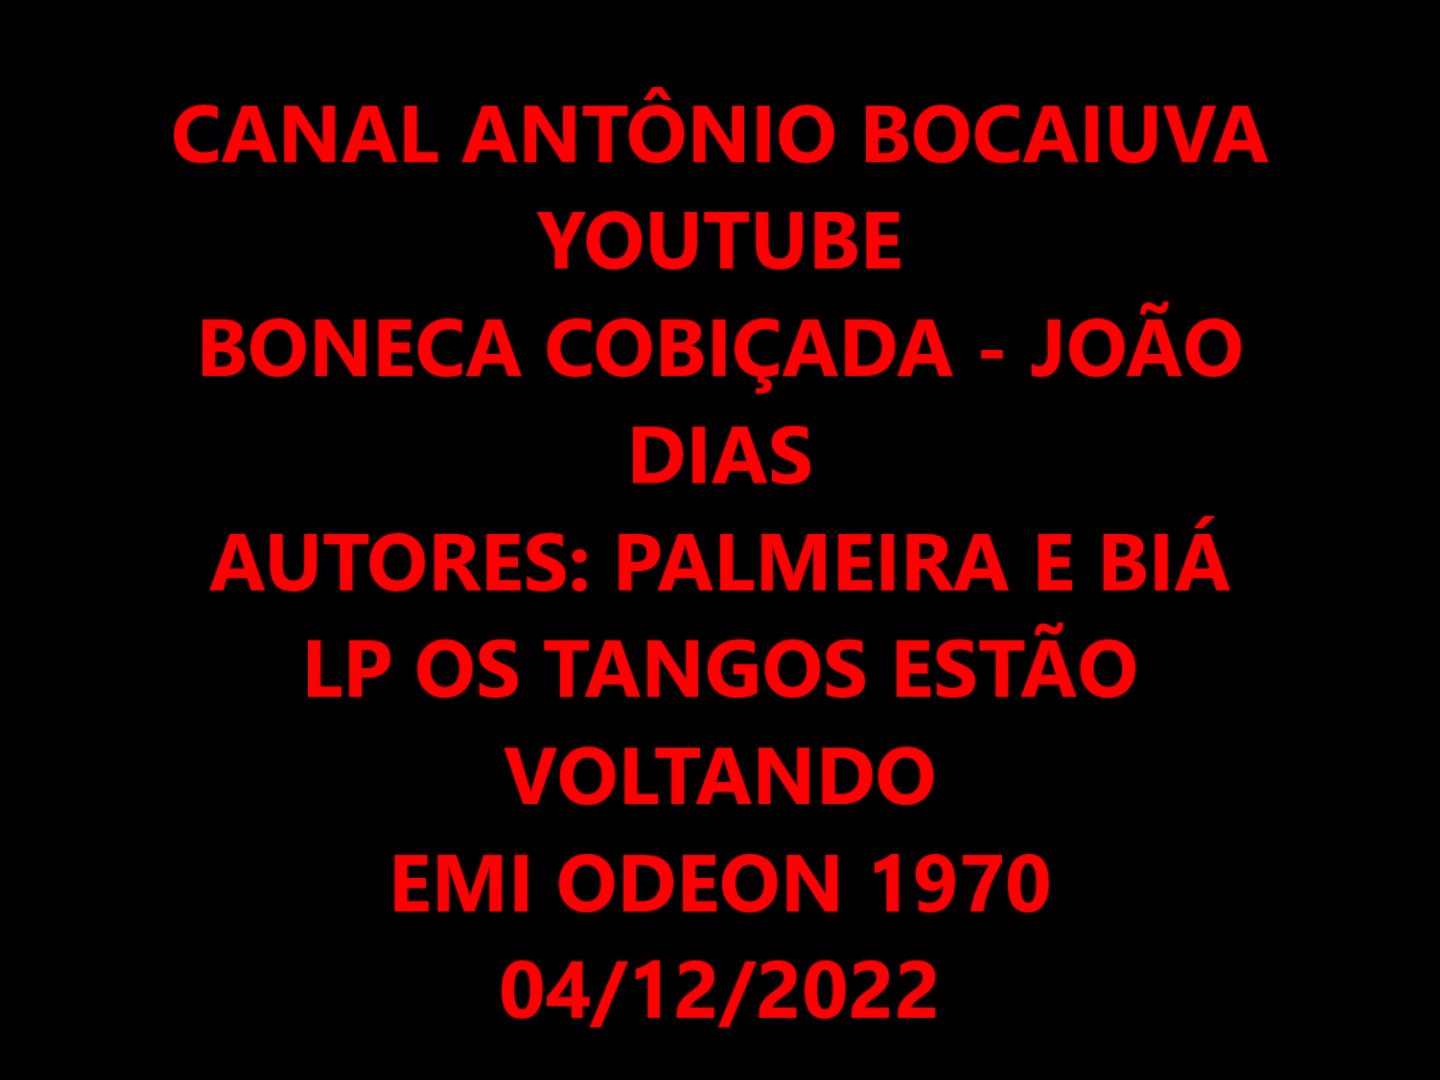 CANAL ANTÔNIO BOCAIUVA
YOUTUBE
BONECA COBIÇADA - JOÃO
DIAS
AUTORES: PALMEIRA E BIÁ
LP OS TANGOS ESTÃO
VOLTANDO
EMI ODEON 1970
04/12/2022